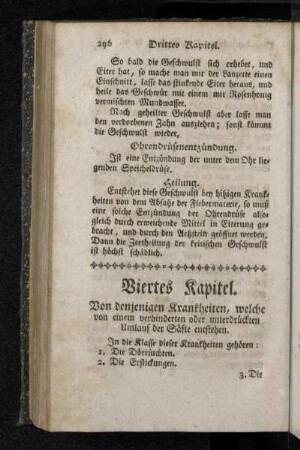 296 Drittes Kapitel.
So bald die Geschwulst sich erhebet, und
Eiter hat, so mache man mit der Lanzette einen
Einschnitt, lasse das stinkende Eiter heraus, und
heile das Geschwür mit einem mit Rosenhonig
vermischten Mundwasser.
Nach geheilter Geschwulst aber lasse man
den verdorbenen Zahn ausziehen; sonst kömmt
die Geschwulst wieder.
Ohrendrüsenentzündung.
Ist eine Entzündung der unter dem Ohr lie-
genden Speicheldrüse.
Heilung.
Entstehet diese Geschwulst bey hitzigen Krank-
heiten von dem Absatze der Fiebermaterie, so muß
eine solche Entzündung der Ohrendrüse allo-
gleich durch erweichende Mittel in Eiterung ge-
bracht, und durch den Aetzstein geöffnet werden.
Dann die Zertheilung der kritischen Geschwulst
ist höchst schädlich.
Viertes Kapitel.
Von denjenigen Krankheiten, welche
von einem verhinderten oder unterdrückten
Umlauf der Säfte entstehen.
In die Klasse dieser Krankheiten gehören:
1. Die Ohnmachten.
2. Die Erstickungen.
3. Die